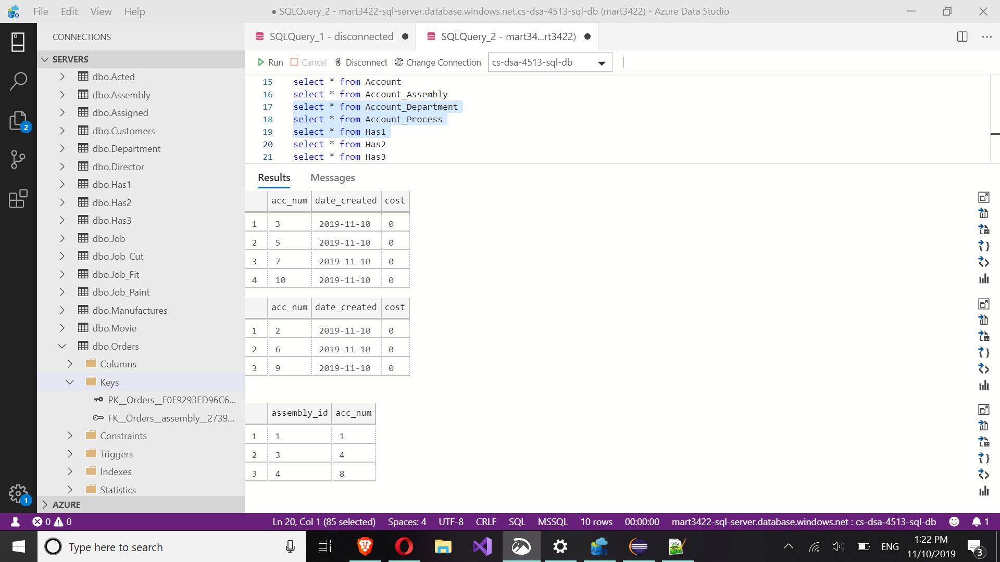 File Edit View Help
● SQLQuery_2 - mart3422-sql-server.database.windows.net.cs-dsa-4513-sql-db (mart3422) - Azure Data Studio
CONNECTIONS
SERVERS
dbo.Acted
dbo.Assembly
dbo.Assigned
dbo.Customers
dbo.Department
dbo.Director
dbo.Has1
dbo.Has2
dbo.Has3
dbo.Job
dbo.Job_Cut
dbo.Job_Fit
dbo.Job_Paint
dbo.Manufactures
dbo.Movie
dbo.Orders
Columns
Keys
PK__Orders__F0E9293ED96C6...
FK__Orders__assembly__2739...
Constraints
Triggers
Indexes
Statistics
AZURE
2
1
SQLQuery_1 - disconnected
SQLQuery_2 - mart34...rt3422)
Run Cancel Disconnect Change Connection cs-dsa-4513-sql-db
15 select * from Account
16 select * from Account_Assembly
17 select * from Account_Department
18 select * from Account_Process
19 select * from Has1
20 select * from Has2
21 select * from Has3
Results Messages
acc_num date_created cost
1 3 2019-11-10 0
2 5 2019-11-10 0
3 7 2019-11-10 0
4 10 2019-11-10 0
acc_num date_created cost
1 2 2019-11-10 0
2 6 2019-11-10 0
3 9 2019-11-10 0
assembly_id acc_num
1 1 1
2 3 4
3 4 8
0 0 Ln 20, Col 1 (85 selected) Spaces: 4 UTF-8 CRLF SQL MSSQL 10 rows 00:00:00 mart3422-sql-server.database.windows.net : cs-dsa-4513-sql-db 1
Type here to search
ENG
1:22 PM
11/10/2019
3